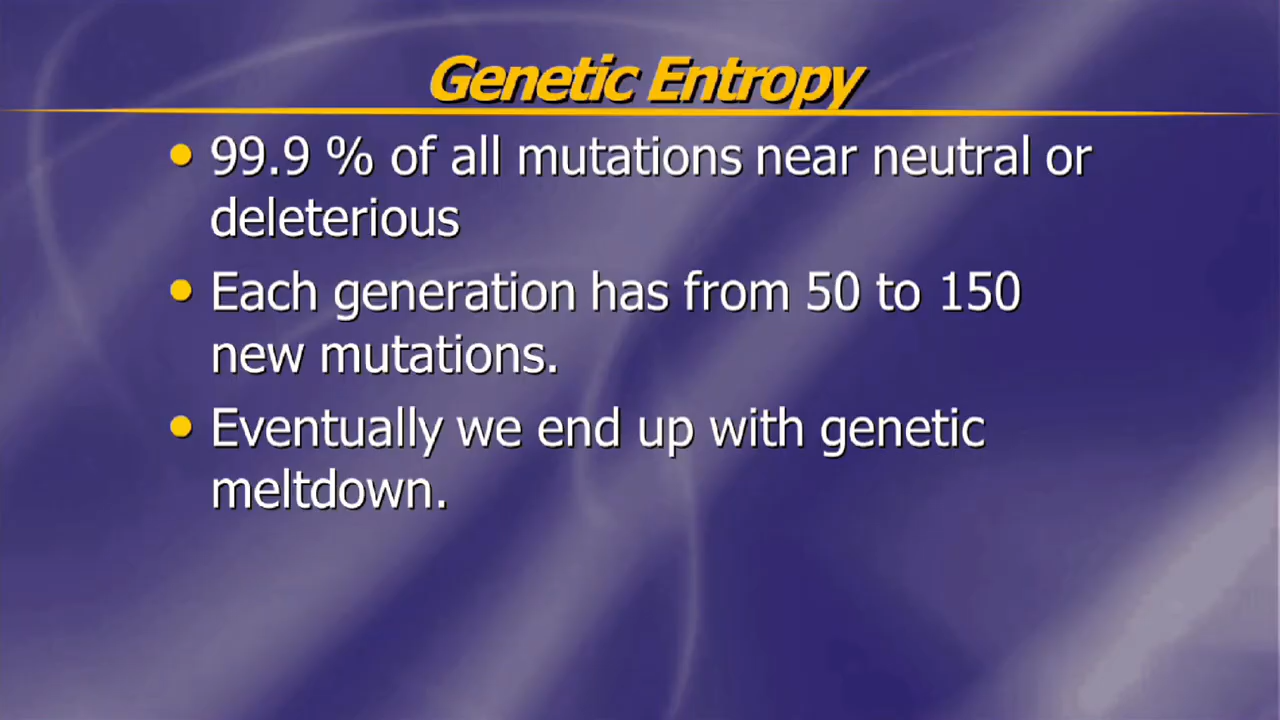 Genetic Entropy
• 99.9 % of all mutations near neutral or
deleterious
• Each generation has from 50 to 150
new mutations.
• Eventually we end up with genetic
meltdown.